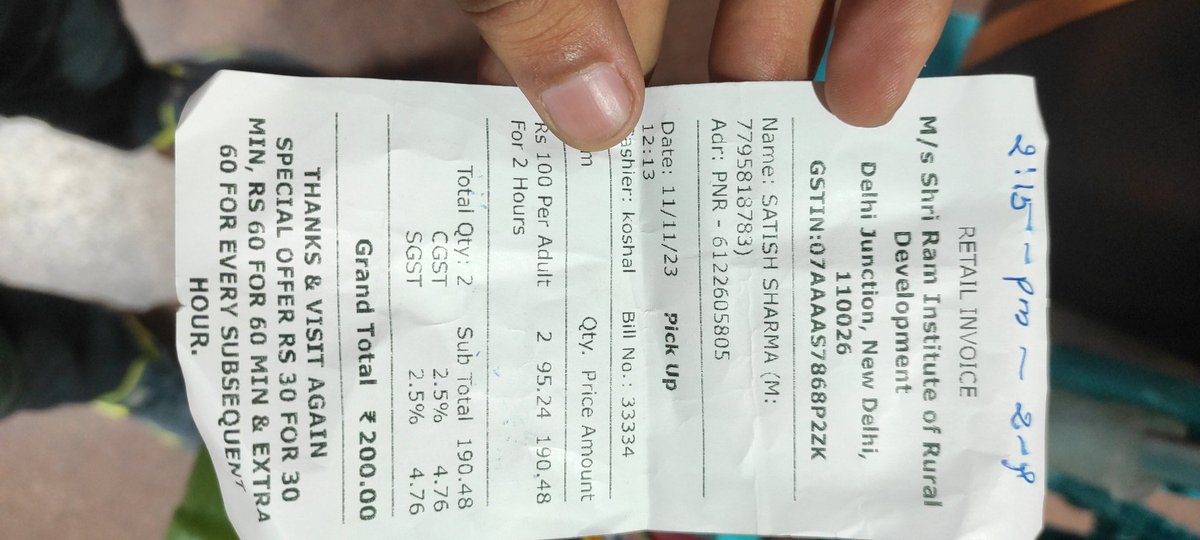 2:15 - pm -
RETAIL INVOICE
M/s Shri Ram Institute of Rural
Development
Delhi Junction, New Delhi,
110026
GSTIN:07AAAAS7868P2ZK
Name: SATISH SHARMA (M:
7795818783)
Adr: PNR - 6122605805
Date: 11/11/23 Pick Up
12:13
ashier: koshal Bill No.: 33334
m Qty. Price Amount
Rs 100 Per Adult 2 95.24 190.48
For 2 Hours
Total Qty: 2 Sub Total 190.48
CGST 2.5% 4.76
SGST 2.5% 4.76
Grand Total ₹ 200.00
THANKS & VISIT AGAIN
SPECIAL OFFER RS 30 FOR 30
MIN, RS 60 FOR 60 MIN & EXTRA
60 FOR EVERY SUBSEQUENT
HOUR.